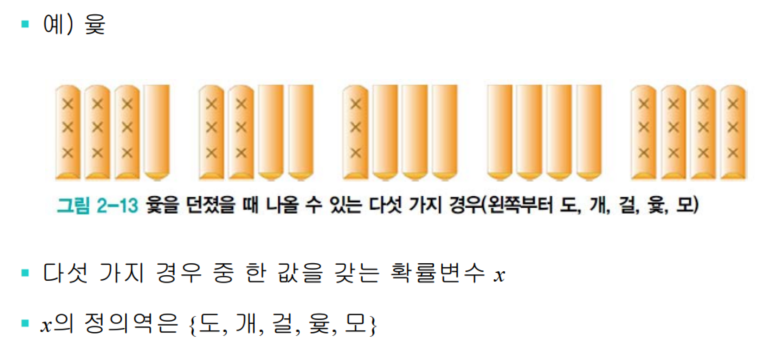 ▪ 예) 윷
그림 2-13 윷을 던졌을 때 나올 수 있는 다섯 가지 경우(왼쪽부터 도, 개, 걸, 윷, 모)
▪ 다섯 가지 경우 중 한 값을 갖는 확률변수 x
▪ x의 정의역은 {도, 개, 걸, 윷, 모}